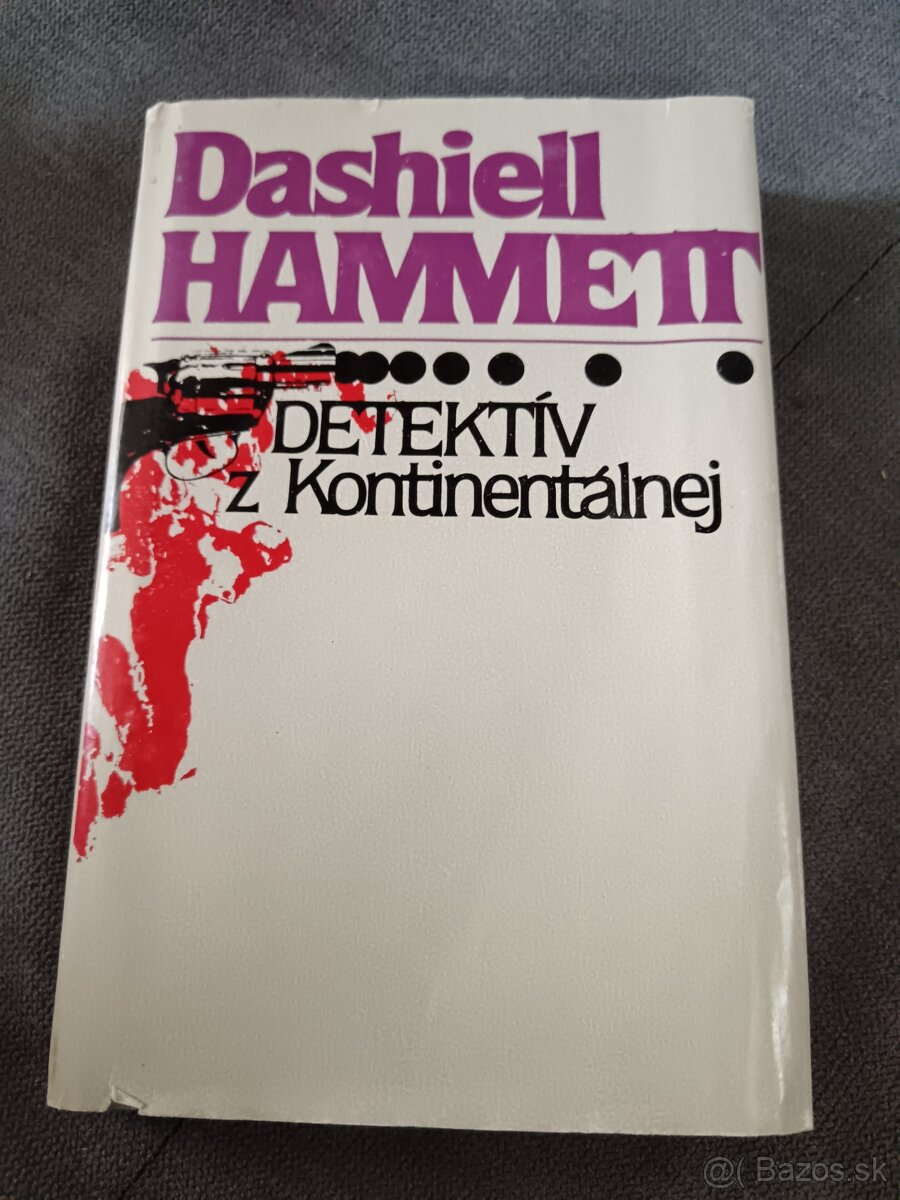 Dashiell
HAMMETT
DETEKTÍV
z Kontinentálnej
@( Bazos.sk